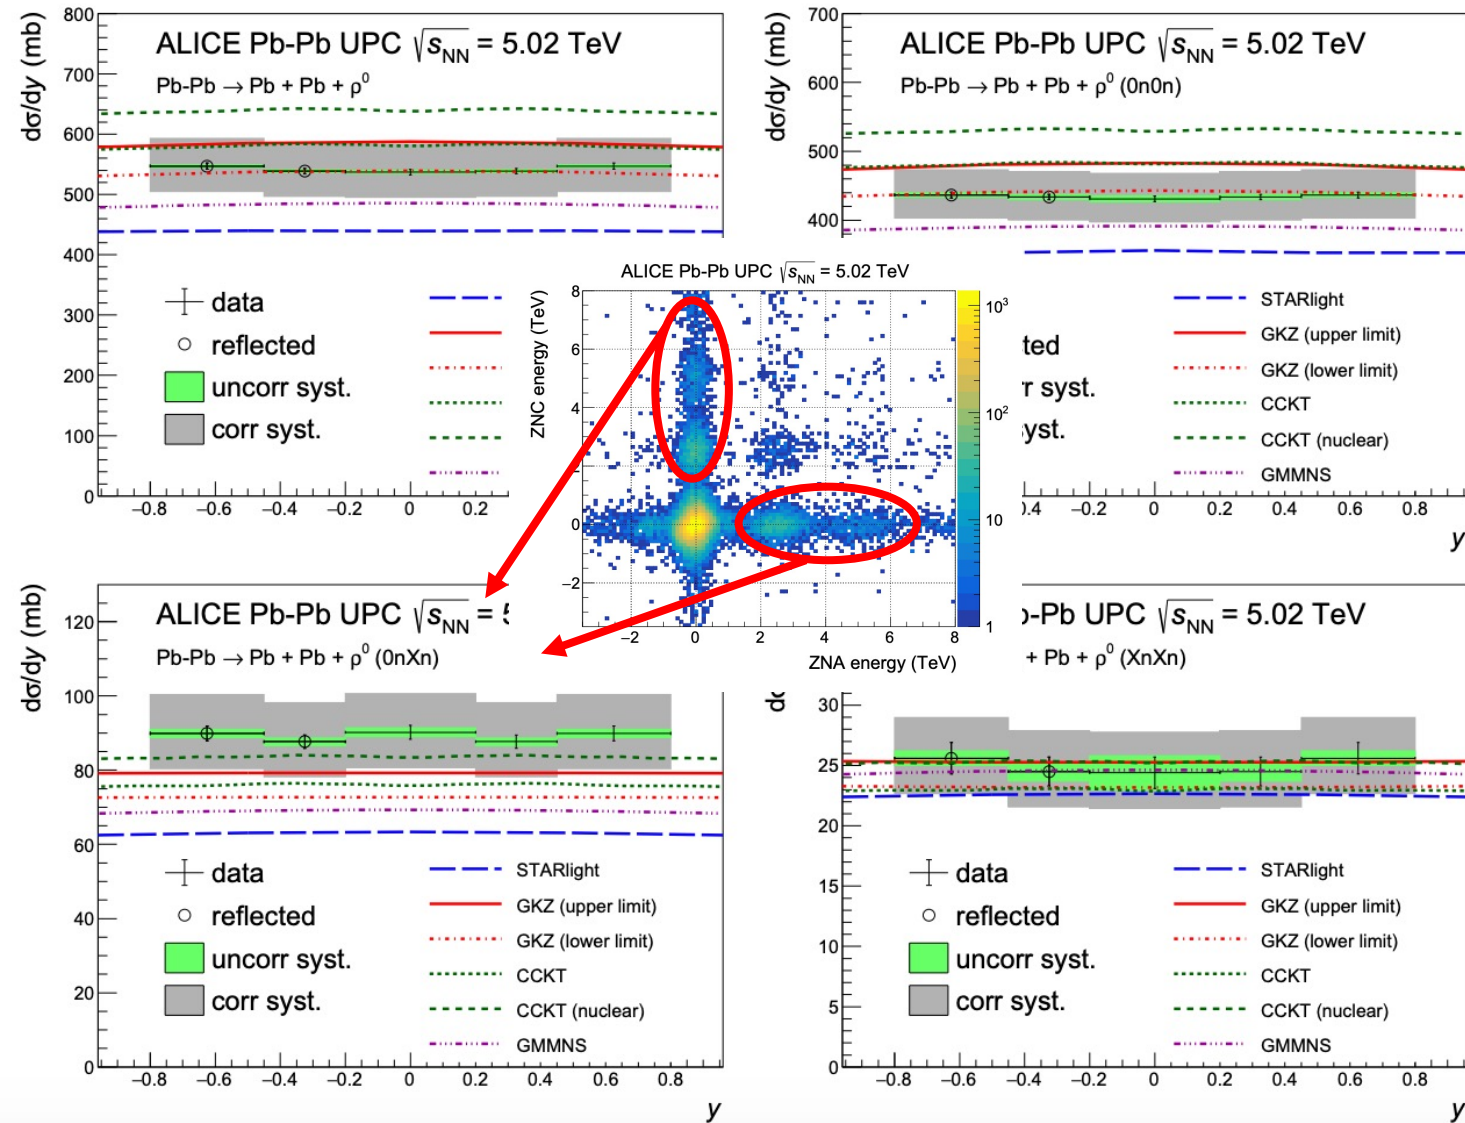 ALICE Pb-Pb UPC √sNN = 5.02 TeV
Pb-Pb → Pb + Pb + ρ⁰
dσ/dy (mb)
800
700
600
500
400
300
200
100
0
data
reflected
uncorr syst.
corr syst.
−0.8 −0.6 −0.4 −0.2 0 0.2
ALICE Pb-Pb UPC √sNN = 5.02 TeV
Pb-Pb → Pb + Pb + ρ⁰ (0n0n)
dσ/dy (mb)
700
600
500
400
STARlight
GKZ (upper limit)
GKZ (lower limit)
CCKT
CCKT (nuclear)
GMMNS
0.4 −0.2 0 0.2 0.4 0.6 0.8
y
ALICE Pb-Pb UPC √sNN = 5.02 TeV
ZNC energy (TeV)
8
6
4
2
0
−2
−2 0 2 4 6 8
ZNA energy (TeV)
10³
10²
10
1
ALICE Pb-Pb UPC √sNN = 5
Pb-Pb → Pb + Pb + ρ⁰ (0nXn)
dσ/dy (mb)
120
100
80
60
40
20
0
data
reflected
uncorr syst.
corr syst.
STARlight
GKZ (upper limit)
GKZ (lower limit)
CCKT
CCKT (nuclear)
GMMNS
−0.8 −0.6 −0.4 −0.2 0 0.2 0.4 0.6 0.8
y
b-Pb UPC √sNN = 5.02 TeV
+ Pb + ρ⁰ (XnXn)
30
25
20
15
10
5
0
data
reflected
uncorr syst.
corr syst.
STARlight
GKZ (upper limit)
GKZ (lower limit)
CCKT
CCKT (nuclear)
GMMNS
−0.8 −0.6 −0.4 −0.2 0 0.2 0.4 0.6 0.8
y